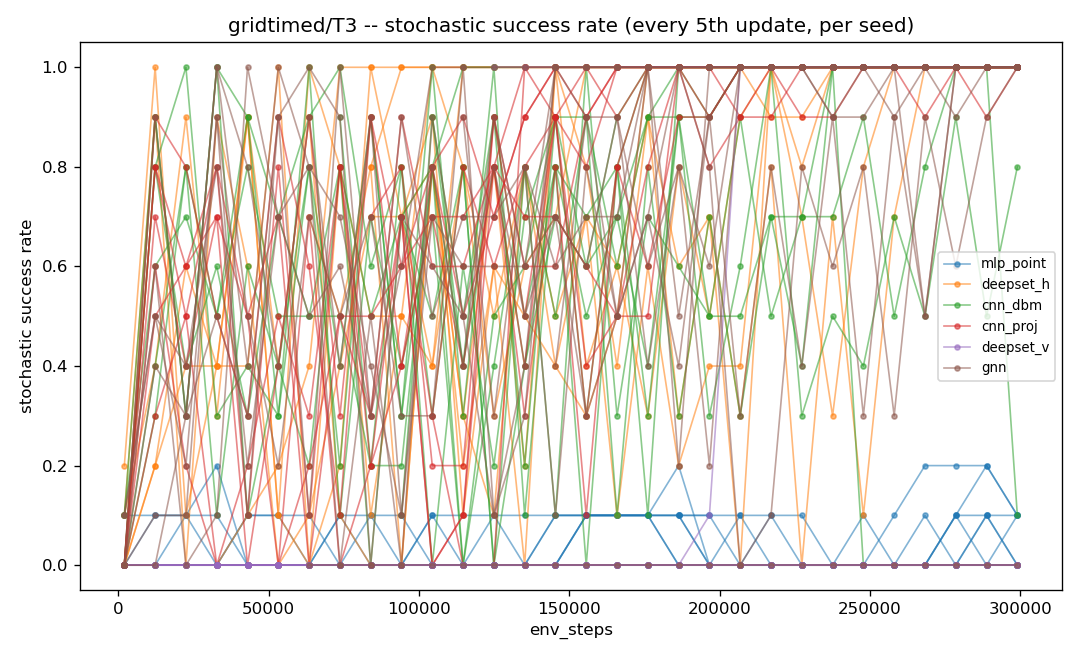 gridtimed/T3 -- stochastic success rate (every 5th update, per seed)
stochastic success rate
1.0
0.8
0.6
0.4
0.2
0.0
0
50000
100000
150000
200000
250000
300000
env_steps
mlp_point
deepset_h
cnn_dbm
cnn_proj
deepset_v
gnn